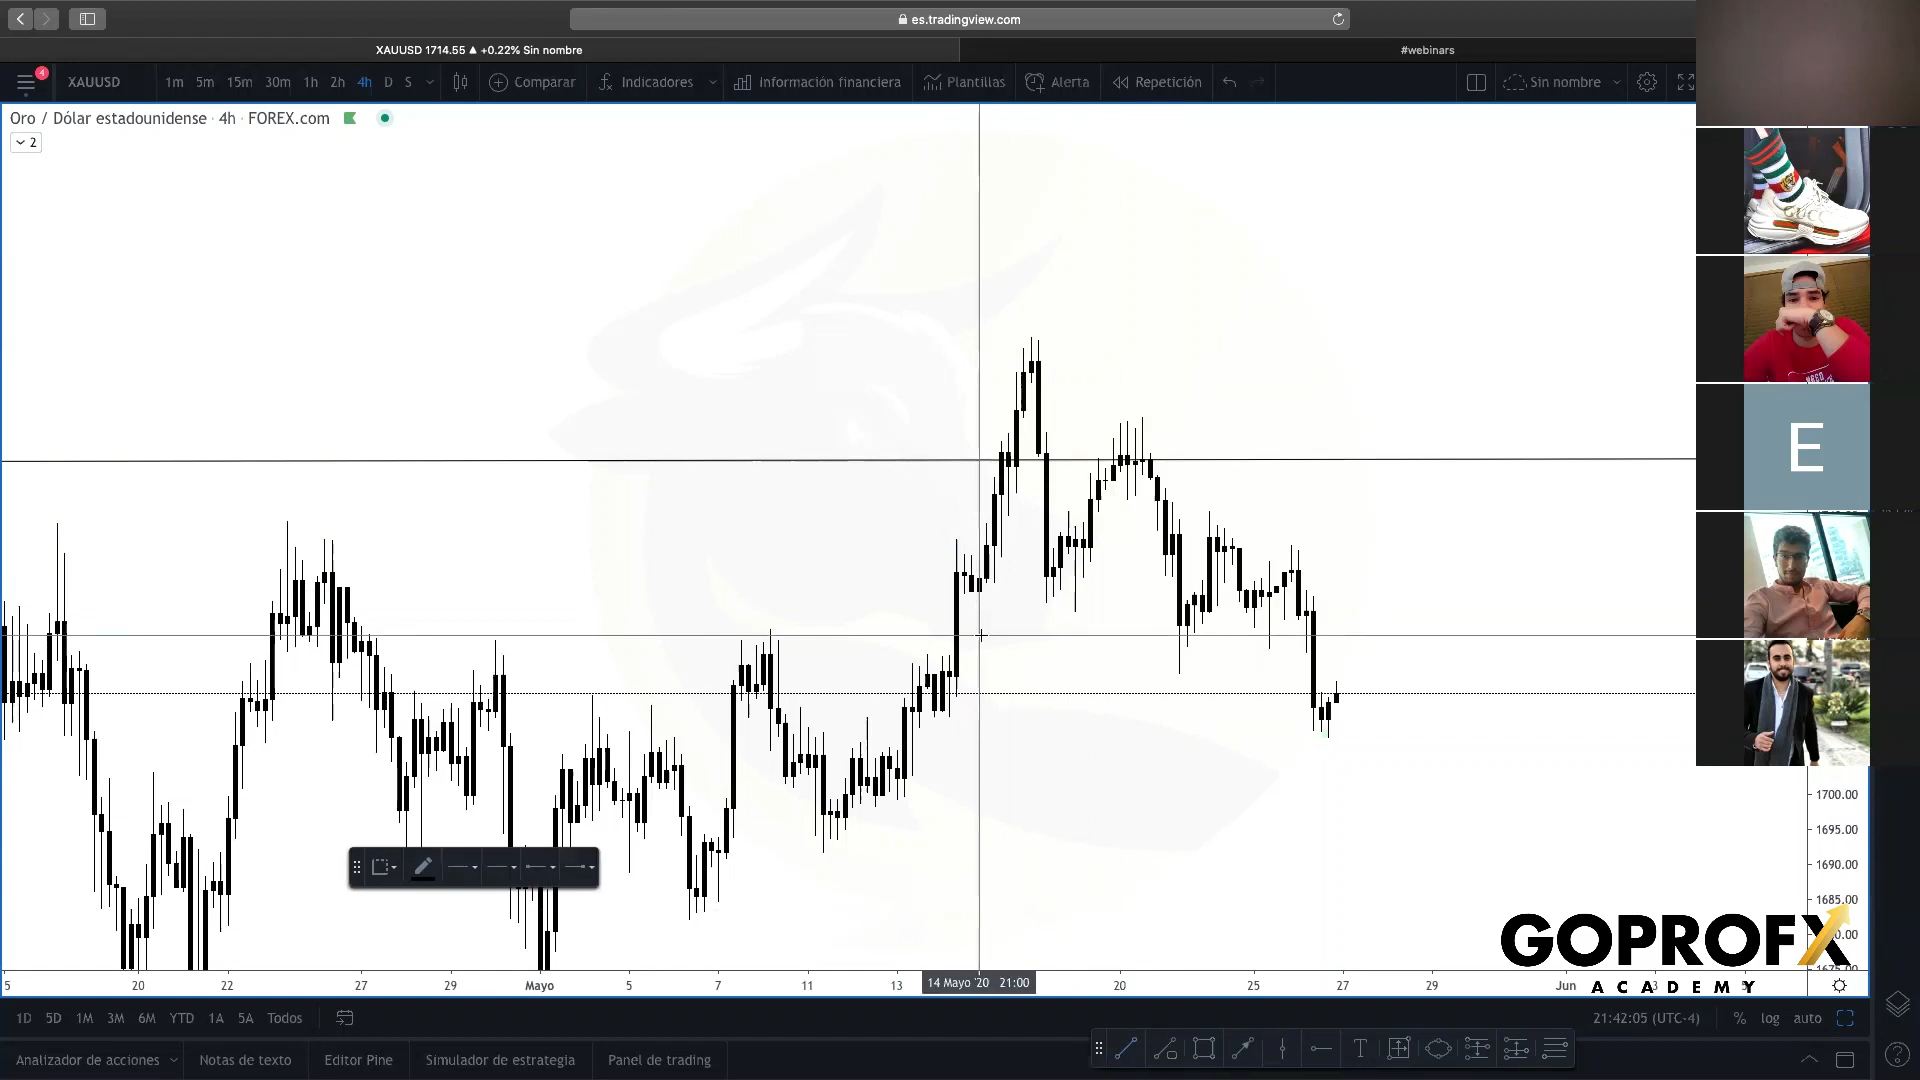 es.tradingview.com
XAUUSD 1714.55 ▲ +0.22% Sin nombre
#webinars
4
XAUUSD
1m 5m 15m 30m 1h 2h 4h D S
Comparar
Indicadores
Información financiera
Plantillas
Alerta
Repetición
Sin nombre
Oro / Dólar estadounidense · 4h · FOREX.com
2
GUCCI
E
1700.00
1695.00
1690.00
1685.00
GOPROFX
ACADEMY
5 20 22 27 29 Mayo 5 7 11 13 14 Mayo '20 21:00 20 25 27 29 Jun 3
1D 5D 1M 3M 6M YTD 1A 5A Todos
21:42:05 (UTC-4)
% log auto
Analizador de acciones
Notas de texto
Editor Pine
Simulador de estrategia
Panel de trading
T
?